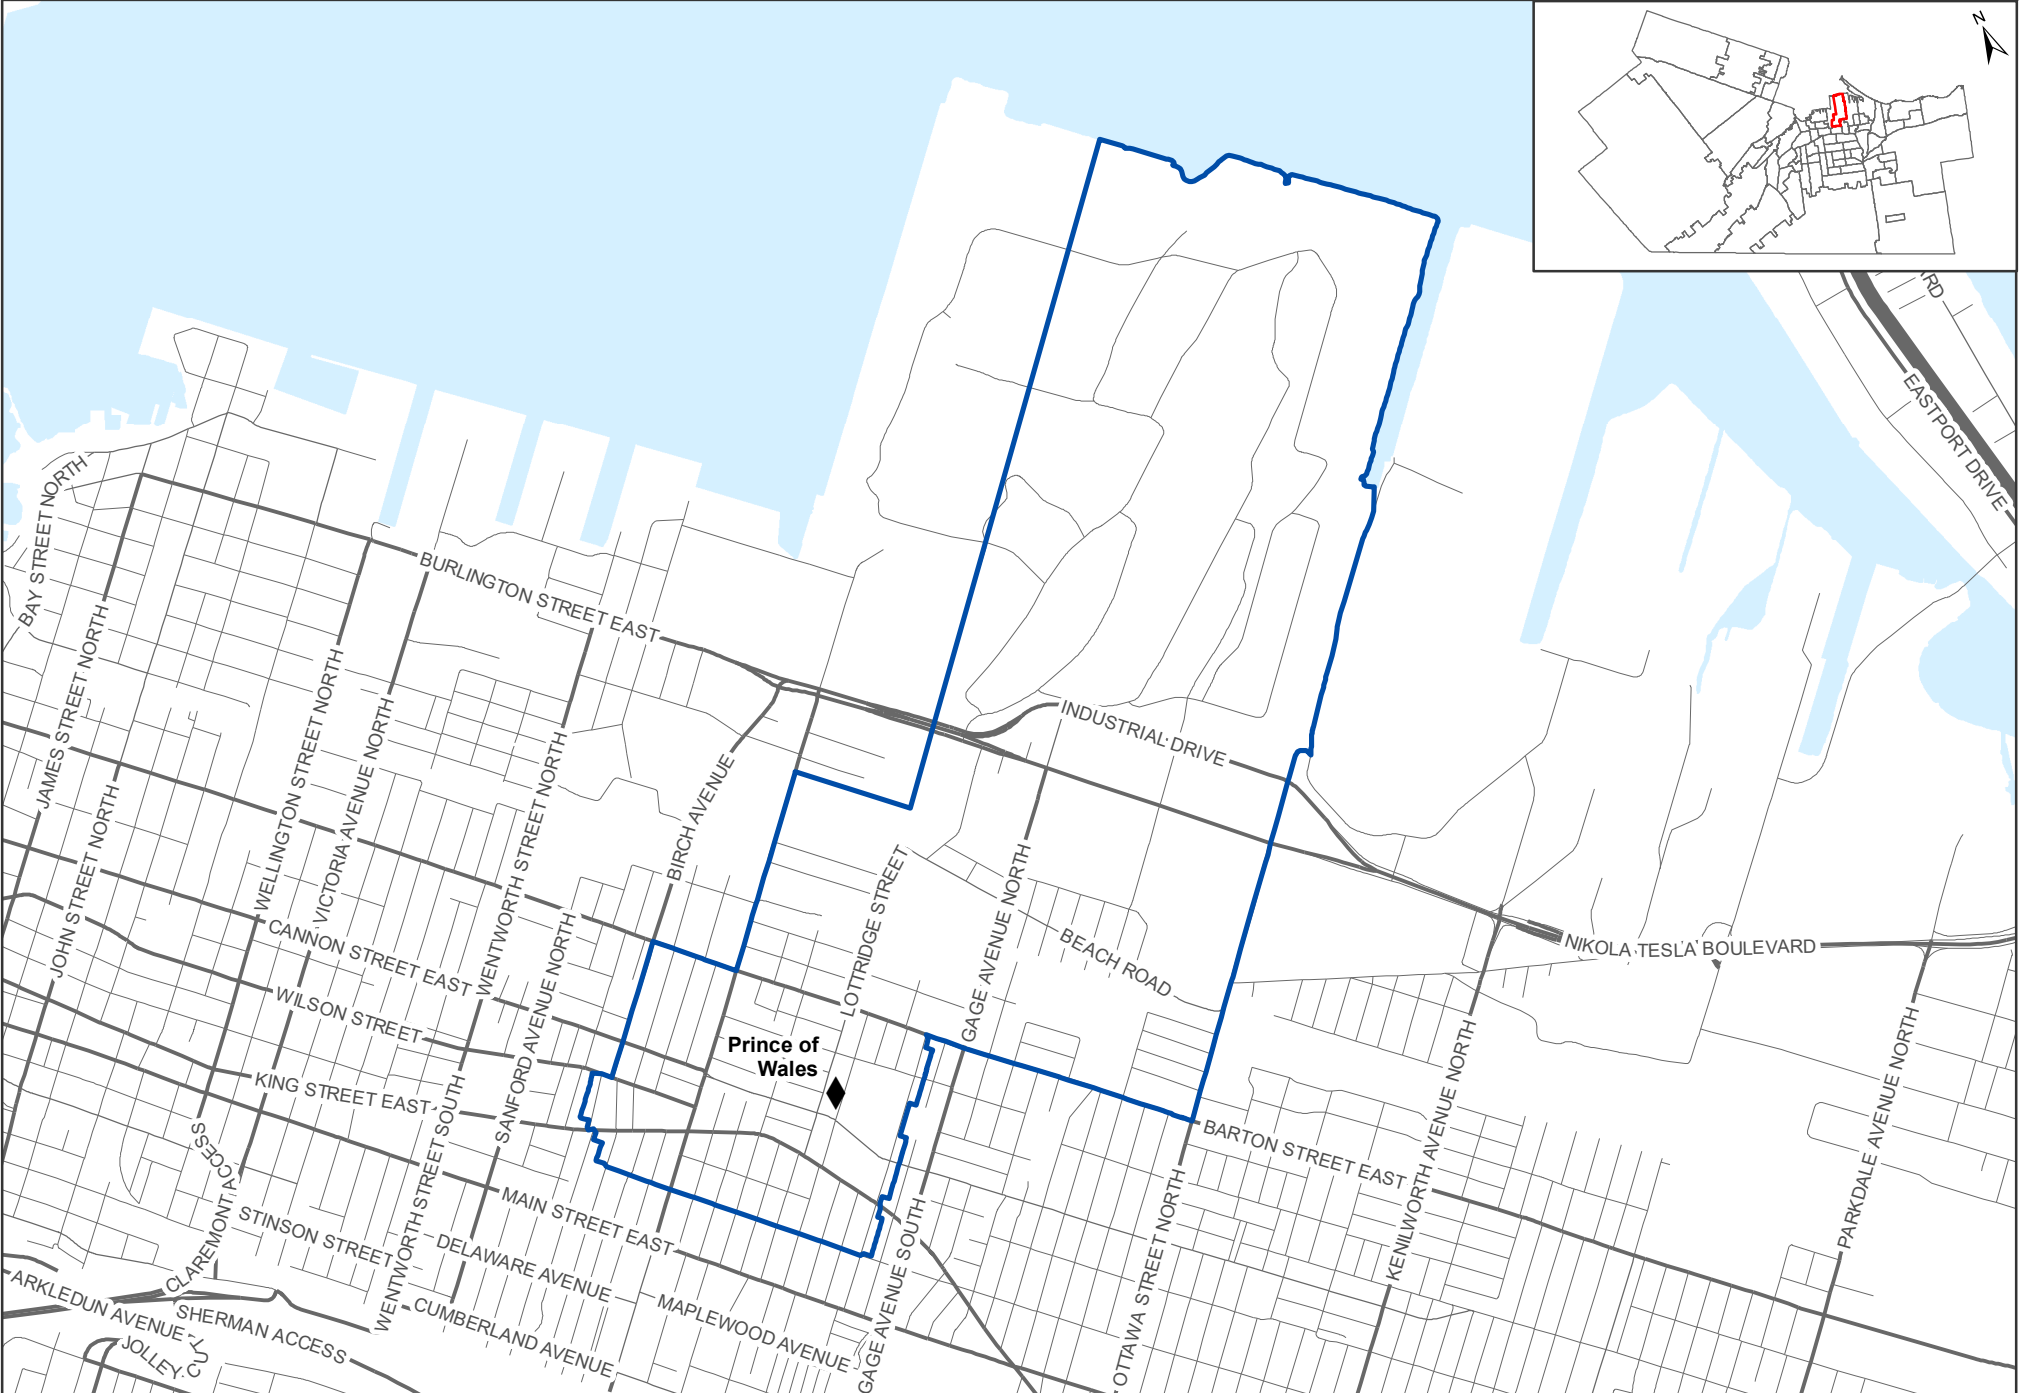 N
RD
EASTPORT DRIVE
BAY STREET NORTH
BURLINGTON STREET EAST
JAMES STREET NORTH
WELLINGTON STREET NORTH
VICTORIA AVENUE NORTH
WENTWORTH STREET NORTH
BIRCH AVENUE
INDUSTRIAL DRIVE
JOHN STREET NORTH
LOTTRIDGE STREET
GAGE AVENUE NORTH
BEACH ROAD
NIKOLA TESLA BOULEVARD
CANNON STREET EAST
SANFORD AVENUE NORTH
WILSON STREET
Prince of
Wales
KING STREET EAST
KENILWORTH AVENUE NORTH
PARKDALE AVENUE NORTH
BARTON STREET EAST
CLAREMONT ACCESS
WENTWORTH STREET SOUTH
MAIN STREET EAST
STINSON STREET
DELAWARE AVENUE
GAGE AVENUE SOUTH
OTTAWA STREET NORTH
ARKLEDUN AVENUE
SHERMAN ACCESS
CUMBERLAND AVENUE
MAPLEWOOD AVENUE
JOLLEY CUT